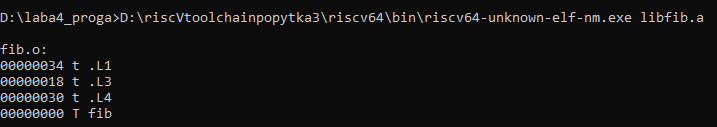 D:\laba4_proga>D:\riscVtoolchainpopytka3\riscv64\bin\riscv64-unknown-elf-nm.exe libfib.a
fib.o:
00000034 t .L1
00000018 t .L3
00000030 t .L4
00000000 T fib